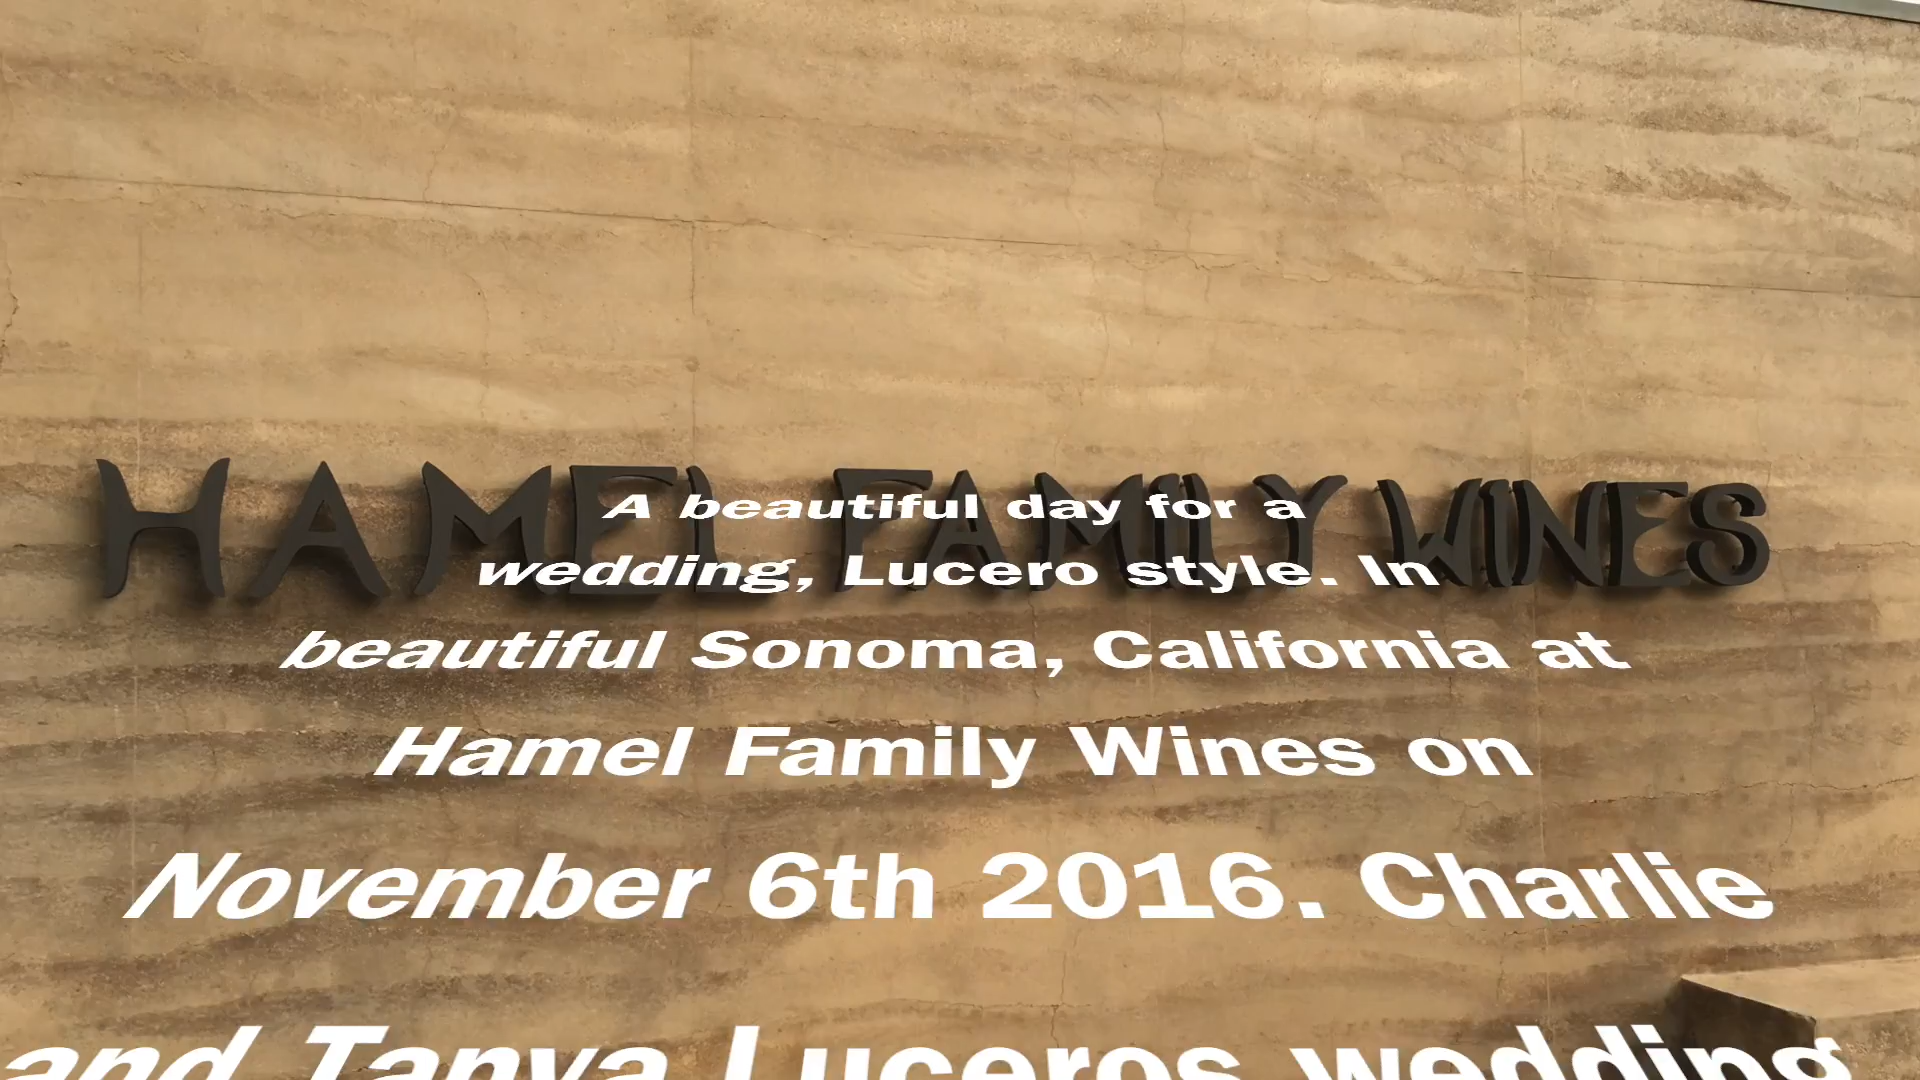 HAMEL FAMILY WINES
A beautiful day for a
wedding, Lucero style. In
beautiful Sonoma, California at
Hamel Family Wines on
November 6th 2016. Charlie
and Tanya Luceros wedding